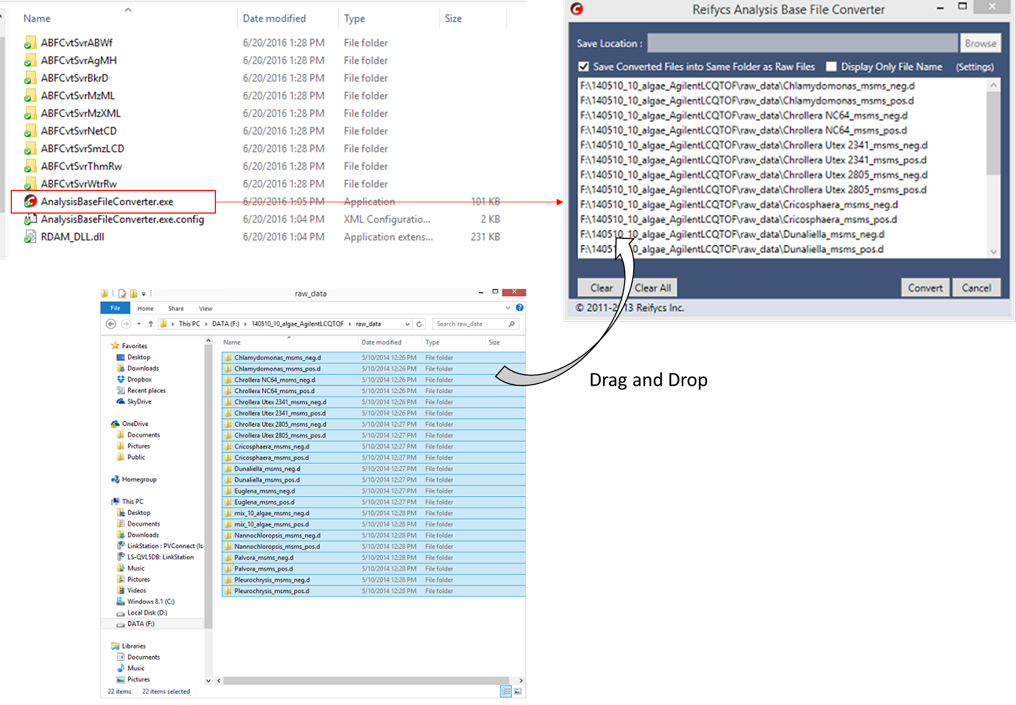 Name Date modified Type Size
ABFCvtSvrABWf 6/20/2016 1:28 PM File folder
ABFCvtSvrAgMH 6/20/2016 1:28 PM File folder
ABFCvtSvrBkrD 6/20/2016 1:28 PM File folder
ABFCvtSvrMzML 6/20/2016 1:28 PM File folder
ABFCvtSvrMzXML 6/20/2016 1:28 PM File folder
ABFCvtSvrNetCD 6/20/2016 1:28 PM File folder
ABFCvtSvrSmzLCD 6/20/2016 1:28 PM File folder
ABFCvtSvrThmRw 6/20/2016 1:28 PM File folder
ABFCvtSvrWtrRw 6/20/2016 1:28 PM File folder
AnalysisBaseFileConverter.exe 6/20/2016 1:05 PM Application 101 KB
AnalysisBaseFileConverter.exe.config 6/20/2016 1:04 PM XML Configuratio... 2 KB
RDAM_DLL.dll 6/20/2016 1:04 PM Application extens... 231 KB
Reifycs Analysis Base File Converter
Save Location : Browse
Save Converted Files into Same Folder as Raw Files Display Only File Name (Settings)
F:\140510_10_algae_AgilentLCQTOF\raw_data\Chlamydomonas_msms_neg.d
F:\140510_10_algae_AgilentLCQTOF\raw_data\Chlamydomonas_msms_pos.d
F:\140510_10_algae_AgilentLCQTOF\raw_data\Chrollera NC64_msms_neg.d
F:\140510_10_algae_AgilentLCQTOF\raw_data\Chrollera NC64_msms_pos.d
F:\140510_10_algae_AgilentLCQTOF\raw_data\Chrollera Utex 2341_msms_neg.d
F:\140510_10_algae_AgilentLCQTOF\raw_data\Chrollera Utex 2341_msms_pos.d
F:\140510_10_algae_AgilentLCQTOF\raw_data\Chrollera Utex 2805_msms_neg.d
F:\140510_10_algae_AgilentLCQTOF\raw_data\Chrollera Utex 2805_msms_pos.d
F:\140510_10_algae_AgilentLCQTOF\raw_data\Cricosphaera_msms_neg.d
F:\140510_10_algae_AgilentLCQTOF\raw_data\Cricosphaera_msms_pos.d
F:\140510_10_algae_AgilentLCQTOF\raw_data\Dunaliella_msms_neg.d
F:\140510_10_algae_AgilentLCQTOF\raw_data\Dunaliella_msms_pos.d
Clear Clear All Convert Cancel
© 2011-2013 Reifycs Inc.
raw_data
File Home Share View
This PC DATA (F:) 140510_10_algae_AgilentLCQTOF raw_data Search raw_data
Favorites
Desktop
Downloads
Dropbox
Recent places
SkyDrive
OneDrive
Documents
Pictures
Public
Homegroup
This PC
Desktop
Documents
Downloads
LinkStation : PVConnect (ls-
LS-QVL5DB: LinkStation
Music
Pictures
Videos
Windows 8.1 (C:)
Local Disk (D:)
DATA (F:)
Libraries
Documents
Music
Pictures
Name Date modified Type Size
Chlamydomonas_msms_neg.d 5/10/2014 12:26 PM File folder
Chlamydomonas_msms_pos.d 5/10/2014 12:26 PM File folder
Chrollera NC64_msms_neg.d 5/10/2014 12:26 PM File folder
Chrollera NC64_msms_pos.d 5/10/2014 12:26 PM File folder
Chrollera Utex 2341_msms_neg.d 5/10/2014 12:26 PM File folder
Chrollera Utex 2341_msms_pos.d 5/10/2014 12:26 PM File folder
Chrollera Utex 2805_msms_neg.d 5/10/2014 12:27 PM File folder
Chrollera Utex 2805_msms_pos.d 5/10/2014 12:27 PM File folder
Cricosphaera_msms_neg.d 5/10/2014 12:27 PM File folder
Cricosphaera_msms_pos.d 5/10/2014 12:27 PM File folder
Dunaliella_msms_neg.d 5/10/2014 12:27 PM File folder
Dunaliella_msms_pos.d 5/10/2014 12:27 PM File folder
Euglena_msms_neg.d 5/10/2014 12:27 PM File folder
Euglena_msms_pos.d 5/10/2014 12:27 PM File folder
mix_10_algae_msms_neg.d 5/10/2014 12:28 PM File folder
mix_10_algae_msms_pos.d 5/10/2014 12:28 PM File folder
Nannochloropsis_msms_neg.d 5/10/2014 12:28 PM File folder
Nannochloropsis_msms_pos.d 5/10/2014 12:28 PM File folder
Palvora_msms_neg.d 5/10/2014 12:28 PM File folder
Palvora_msms_pos.d 5/10/2014 12:28 PM File folder
Pleurochrysis_msms_neg.d 5/10/2014 12:28 PM File folder
Pleurochrysis_msms_pos.d 5/10/2014 12:28 PM File folder
22 items 22 items selected
Drag and Drop